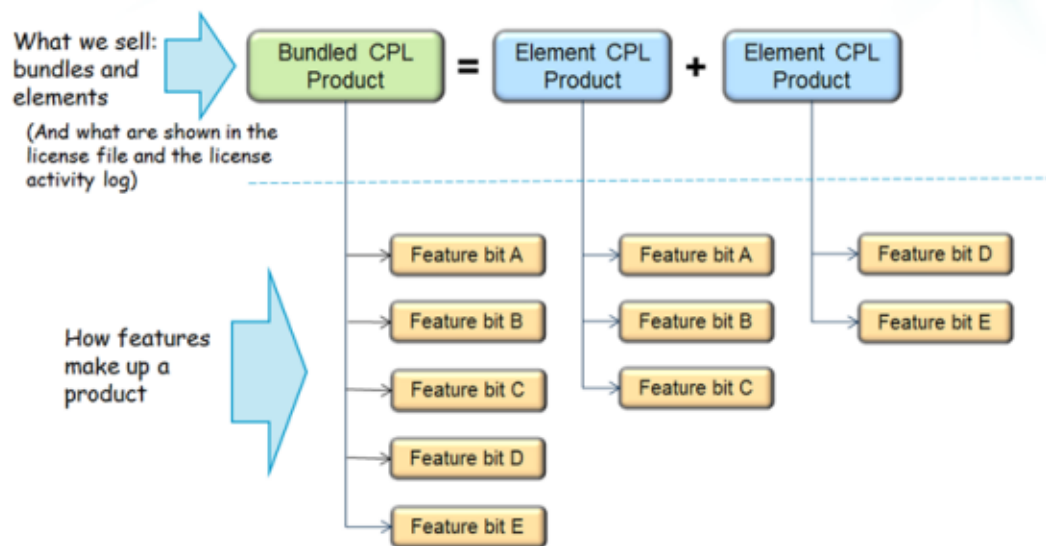 What we sell:
bundles and
elements
(And what are shown in the
license file and the license
activity log)
Bundled CPL
Product
=
Element CPL
Product
+
Element CPL
Product
How features
make up a
product
Feature bit A
Feature bit B
Feature bit C
Feature bit D
Feature bit E
Feature bit A
Feature bit B
Feature bit C
Feature bit D
Feature bit E